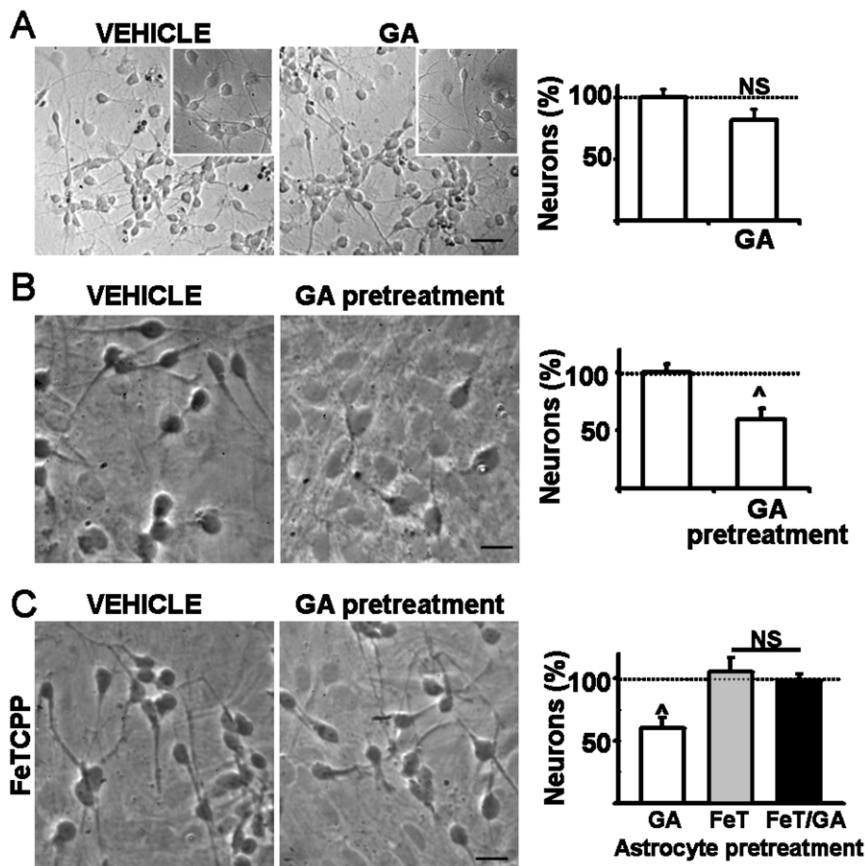 A
VEHICLE
GA
Neurons (%)
100
50
NS
GA
B
VEHICLE
GA pretreatment
Neurons (%)
100
50
^
GA
pretreatment
C
VEHICLE
GA pretreatment
FeTCPP
Neurons (%)
100
50
NS
^
GA FeT FeT/GA
Astrocyte pretreatment